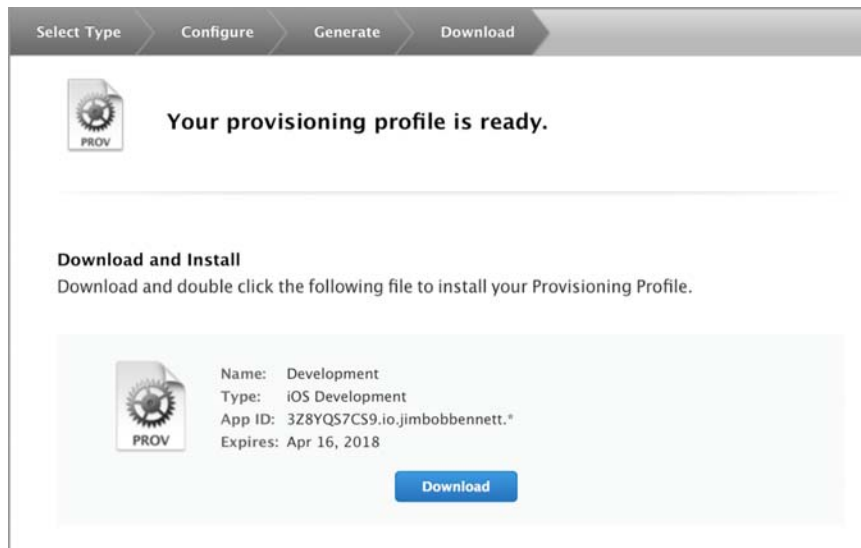 Select Type Configure Generate Download
PROV
Your provisioning profile is ready.
Download and Install
Download and double click the following file to install your Provisioning Profile.
PROV
Name: Development
Type: iOS Development
App ID: 3Z8YQS7CS9.io.jimbobbennett.*
Expires: Apr 16, 2018
Download